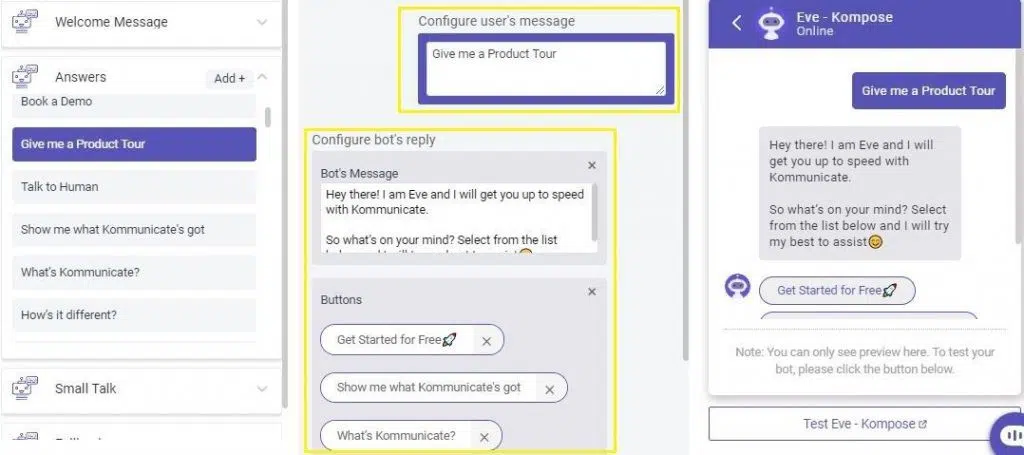 Welcome Message
Answers
Add +
Book a Demo
Give me a Product Tour
Talk to Human
Show me what Kommunicate's got
What's Kommunicate?
How's it different?
Small Talk
Configure user's message
Give me a Product Tour
Configure bot's reply
Bot's Message
Hey there! I am Eve and I will get you up to speed
with Kommunicate.
So what's on your mind? Select from the list
Buttons
Get Started for Free🚀
Show me what Kommunicate's got
What's Kommunicate?
Eve - Kompose
Online
Give me a Product Tour
Hey there! I am Eve and I will
get you up to speed with
Kommunicate.
So what's on your mind? Select
from the list below and I will try
my best to assist😊
Get Started for Free🚀
Note: You can only see preview here. To test your
bot, please click the button below.
Test Eve - Kompose